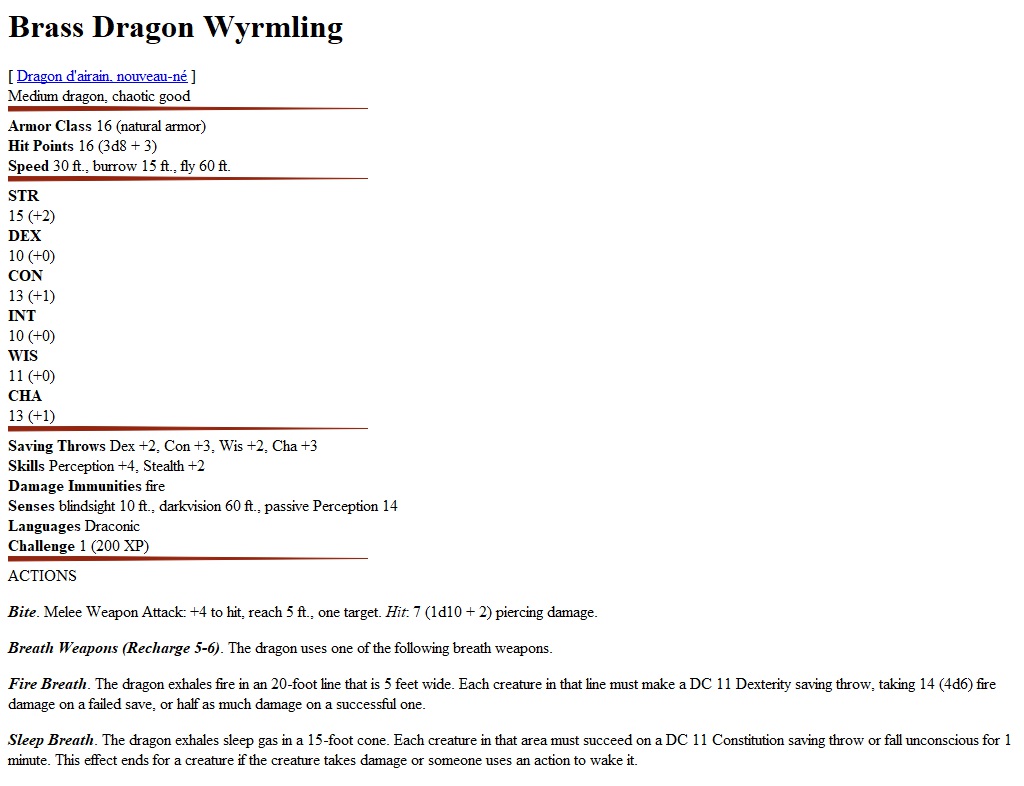 Brass Dragon Wyrmling
[ Dragon d'airain, nouveau-né ]
Medium dragon, chaotic good
Armor Class 16 (natural armor)
Hit Points 16 (3d8 + 3)
Speed 30 ft., burrow 15 ft., fly 60 ft.
STR
15 (+2)
DEX
10 (+0)
CON
13 (+1)
INT
10 (+0)
WIS
11 (+0)
CHA
13 (+1)
Saving Throws Dex +2, Con +3, Wis +2, Cha +3
Skills Perception +4, Stealth +2
Damage Immunities fire
Senses blindsight 10 ft., darkvision 60 ft., passive Perception 14
Languages Draconic
Challenge 1 (200 XP)
ACTIONS
Bite. Melee Weapon Attack: +4 to hit, reach 5 ft., one target. Hit: 7 (1d10 + 2) piercing damage.
Breath Weapons (Recharge 5-6). The dragon uses one of the following breath weapons.
Fire Breath. The dragon exhales fire in an 20-foot line that is 5 feet wide. Each creature in that line must make a DC 11 Dexterity saving throw, taking 14 (4d6) fire
damage on a failed save, or half as much damage on a successful one.
Sleep Breath. The dragon exhales sleep gas in a 15-foot cone. Each creature in that area must succeed on a DC 11 Constitution saving throw or fall unconscious for 1
minute. This effect ends for a creature if the creature takes damage or someone uses an action to wake it.